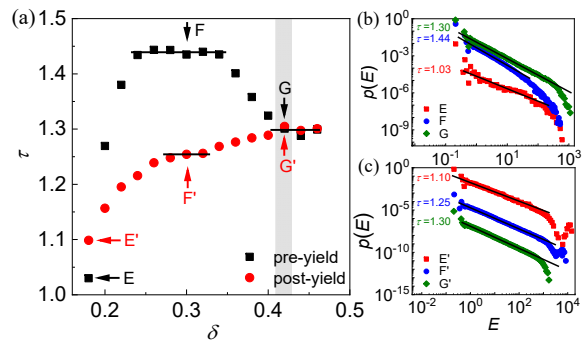 (a)
1.5
1.4
1.3
1.2
1.1
1.0
τ
0.2
0.3
0.4
0.5
δ
F
G
G'
F'
E'
E
pre-yield
post-yield
(b)
p(E)
10^0
10^-3
10^-6
10^-9
τ=1.30
τ=1.44
τ=1.03
E
F
G
10^-3 10^-1 10^1 10^3
(c)
p(E)
10^0
10^-5
10^-10
10^-15
τ=1.10
τ=1.25
τ=1.30
E'
F'
G'
10^-2 10^0 10^2 10^4
E